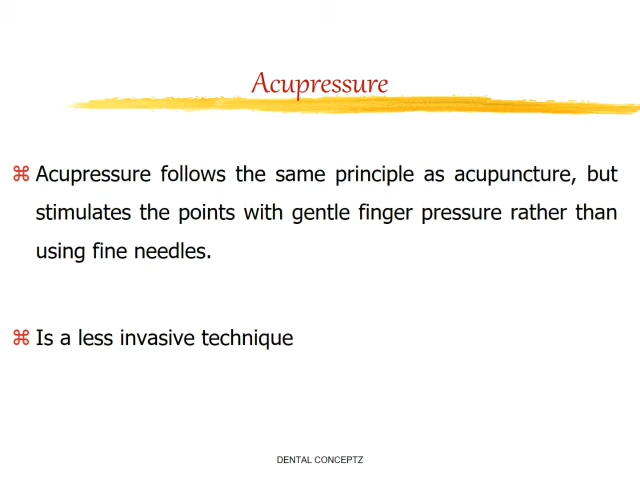 Acupressure
⌘ Acupressure follows the same principle as acupuncture, but
stimulates the points with gentle finger pressure rather than
using fine needles.
⌘ Is a less invasive technique
DENTAL CONCEPTZ